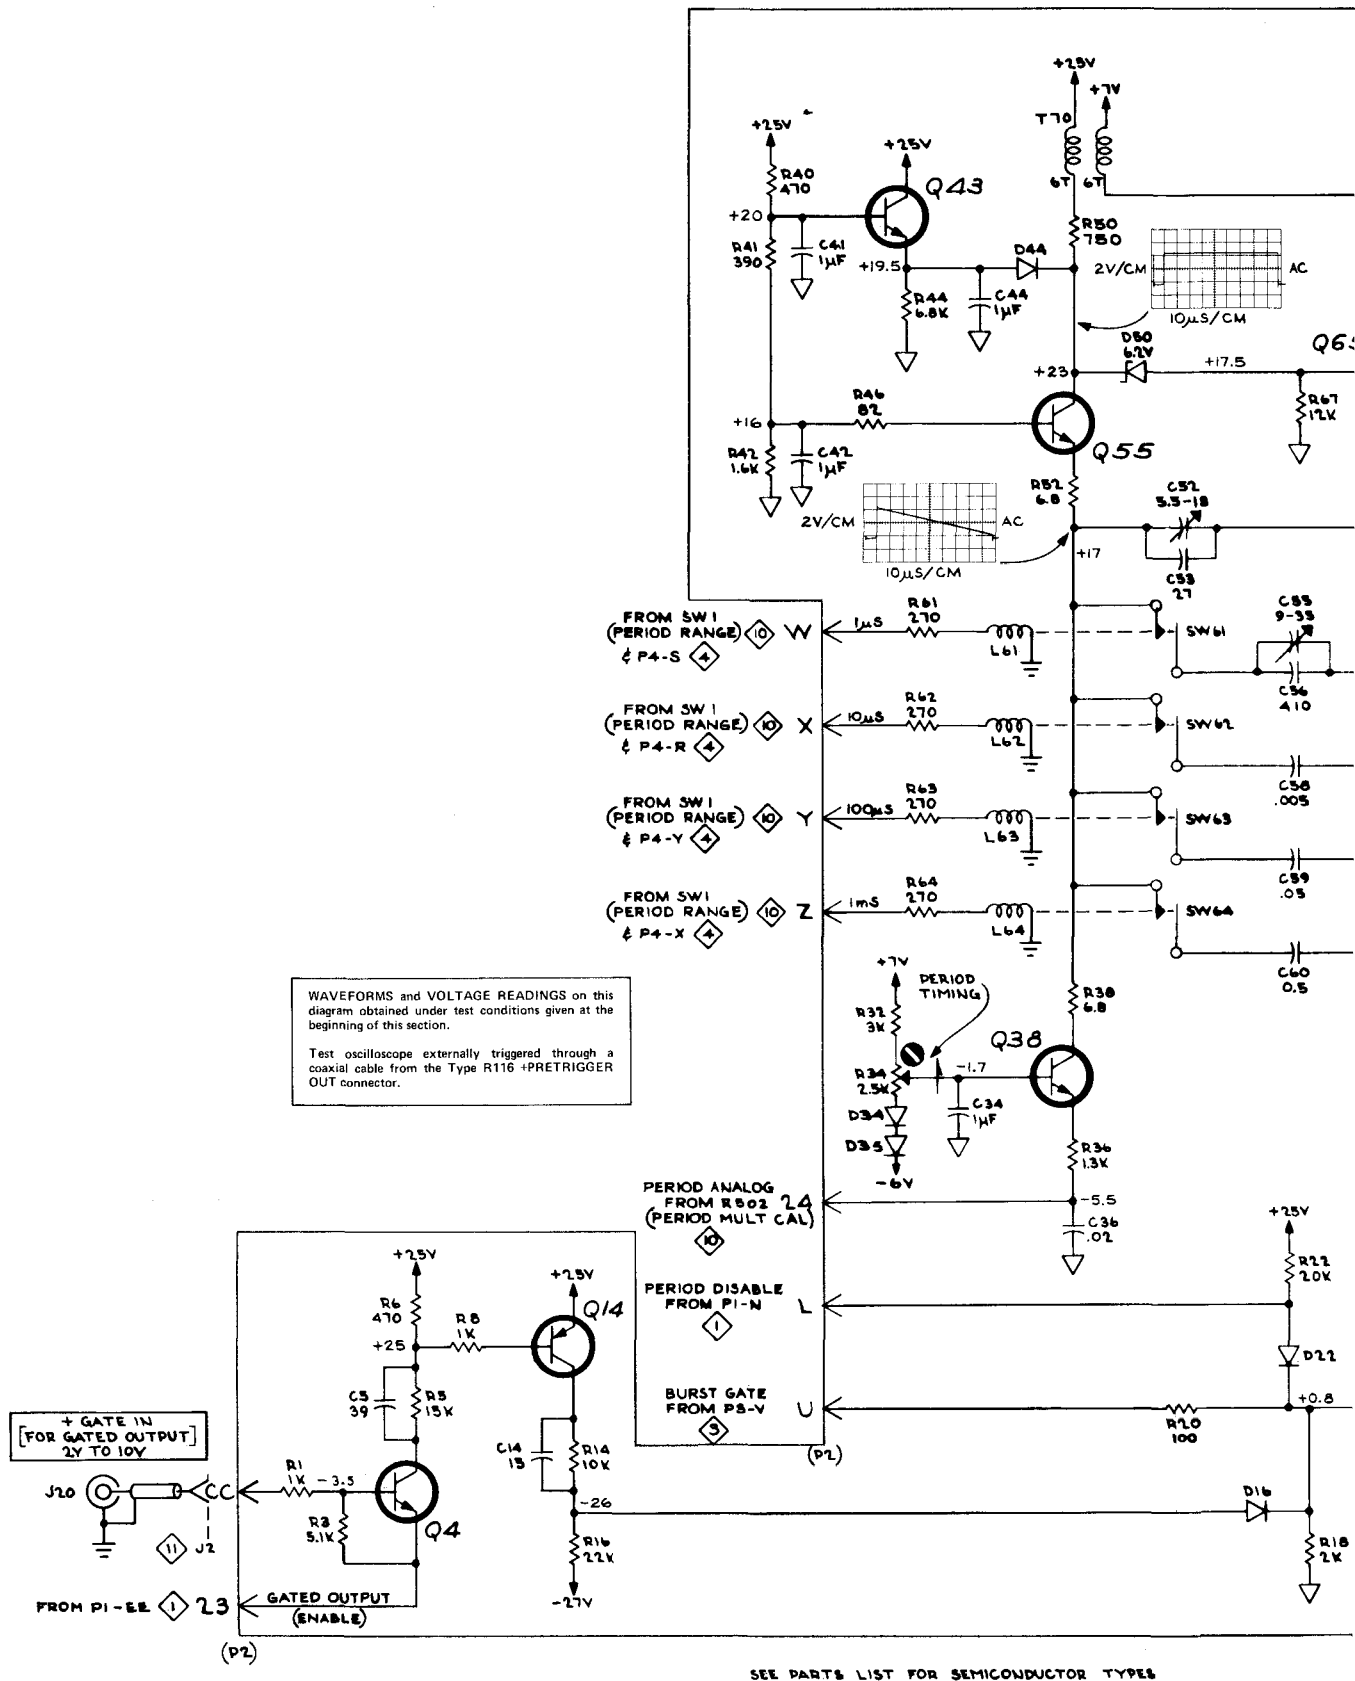 +25V
+7V
T70
6T 6T
+25V
R40
470
+25V
Q43
+20
R41
390
C41
1μF
+19.5
R44
6.8K
C44
1μF
D44
R50
750
2V/CM
AC
10μS/CM
D50
6.2V
+17.5
+23
R67
12K
R46
82
+16
R42
1.6K
C42
1μF
Q55
R52
6.8
2V/CM
AC
10μS/CM
+17
C52
5.5-18
C53
27
FROM SW1
(PERIOD RANGE) 10 W
& P4-S 4
1μS
R61
270
L61
SW61
C55
9-35
C56
410
FROM SW1
(PERIOD RANGE) 10 X
& P4-R 4
10μS
R62
270
L62
SW62
C58
.005
FROM SW1
(PERIOD RANGE) 10 Y
& P4-Y 4
100μS
R63
270
L63
SW63
C59
.05
FROM SW1
(PERIOD RANGE) 10 Z
& P4-X 4
1mS
R64
270
L64
SW64
C60
0.5
WAVEFORMS and VOLTAGE READINGS on this
diagram obtained under test conditions given at the
beginning of this section.
Test oscilloscope externally triggered through a
coaxial cable from the Type R116 +PRETRIGGER
OUT connector.
+7V
R32
3K
PERIOD
TIMING
R38
6.8
Q38
R34
2.5K
-1.7
C34
1μF
D34
D35
-6V
R36
1.3K
PERIOD ANALOG
FROM R502 24
(PERIOD MULT CAL)
10
-5.5
C36
.02
+25V
R22
20K
PERIOD DISABLE
FROM P1-N L
1
D22
BURST GATE
FROM P5-V U
3
(P2)
R20
100
+0.8
+25V
R6
470
+25
R8
1K
+25V
Q14
C5
39
R5
15K
C14
15
R14
10K
-26
R16
22K
-27V
D16
R18
2K
+ GATE IN
[FOR GATED OUTPUT]
2V TO 10V
J20
CC
11 J2
R1
1K
-3.5
R3
5.1K
Q4
FROM P1-EE 1 23
GATED OUTPUT
(ENABLE)
(P2)
SEE PARTS LIST FOR SEMICONDUCTOR TYPES